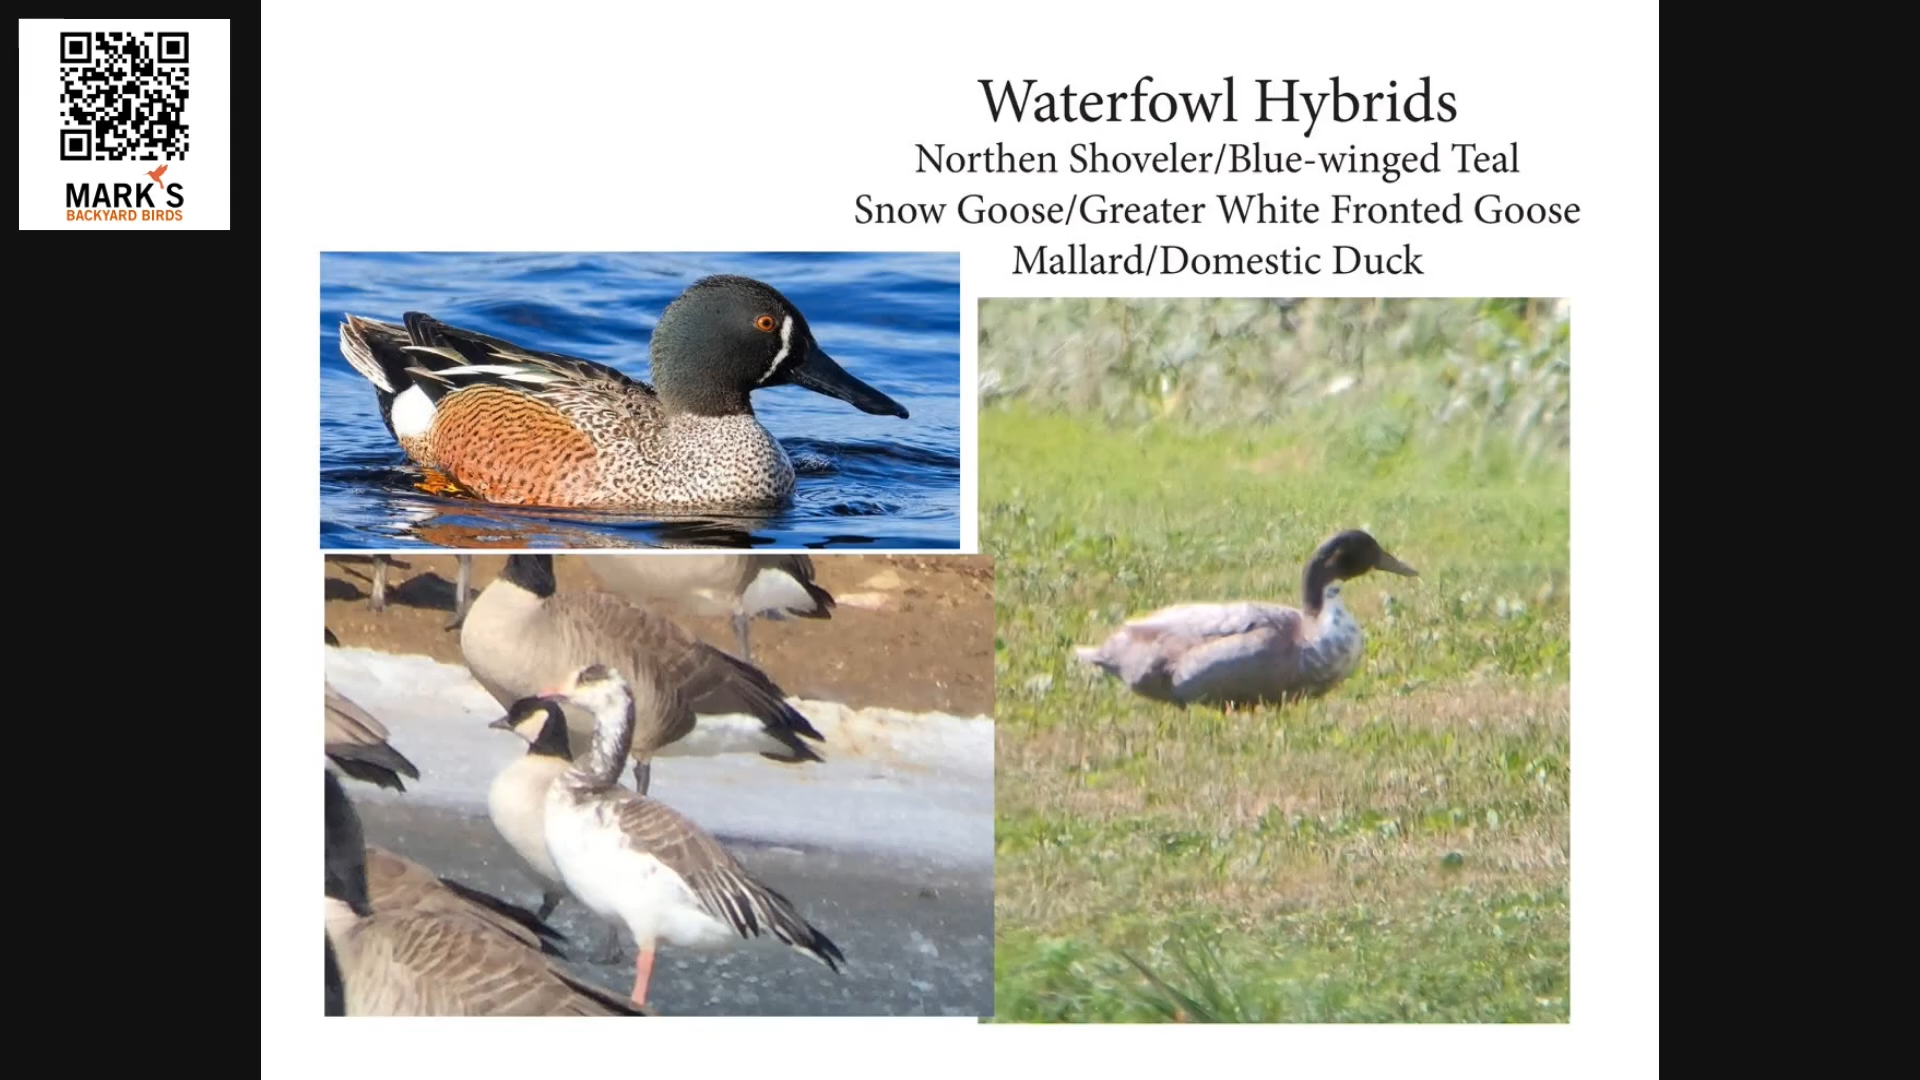 MARK'S
BACKYARD BIRDS
Waterfowl Hybrids
Northen Shoveler/Blue-winged Teal
Snow Goose/Greater White Fronted Goose
Mallard/Domestic Duck